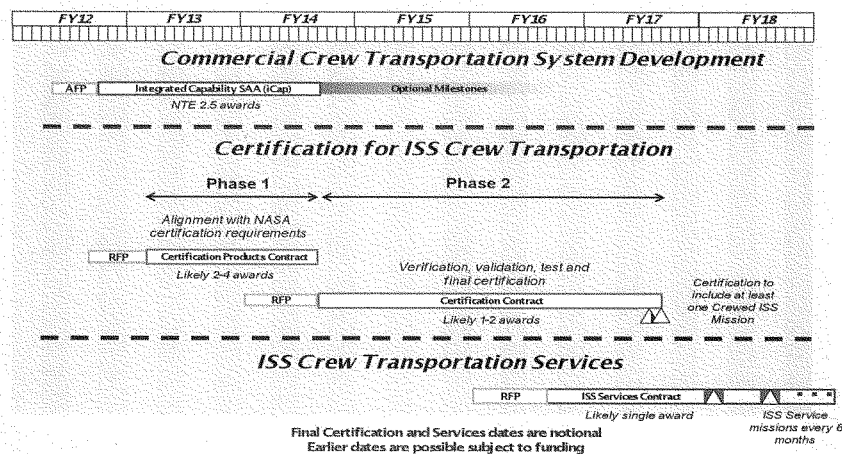 FY12 FY13 FY14 FY15 FY16 FY17 FY18
Commercial Crew Transportation System Development
AFP Integrated Capability SAA (iCap) Optional Milestones
NTE 2.5 awards
Certification for ISS Crew Transportation
Phase 1 Phase 2
Alignment with NASA
certification requirements
RFP Certification Products Contract
Likely 2-4 awards
Verification, validation, test and
final certification
RFP Certification Contract
Likely 1-2 awards
Certification to
include at least
one Crewed ISS
Mission
ISS Crew Transportation Services
RFP ISS Services Contract
Likely single award
ISS Service
missions every 6
months
Final Certification and Services dates are notional
Earlier dates are possible subject to funding